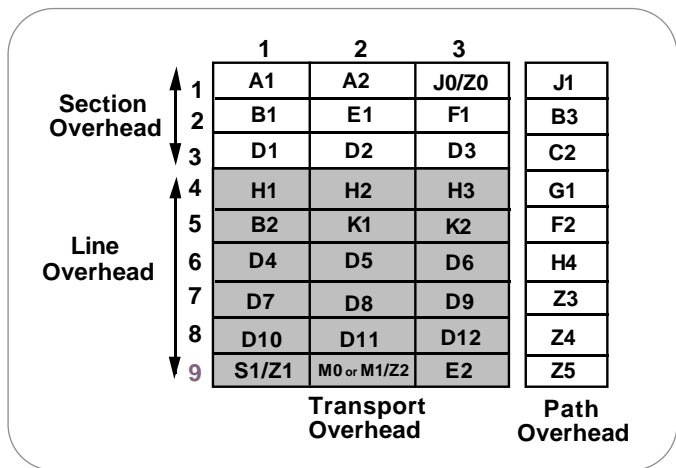 1 2 3
1 A1 A2 J0/Z0 J1
Section
Overhead
2 B1 E1 F1 B3
3 D1 D2 D3 C2
4 H1 H2 H3 G1
5 B2 K1 K2 F2
Line
Overhead
6 D4 D5 D6 H4
7 D7 D8 D9 Z3
8 D10 D11 D12 Z4
9 S1/Z1 M0 or M1/Z2 E2 Z5
Transport
Overhead
Path
Overhead